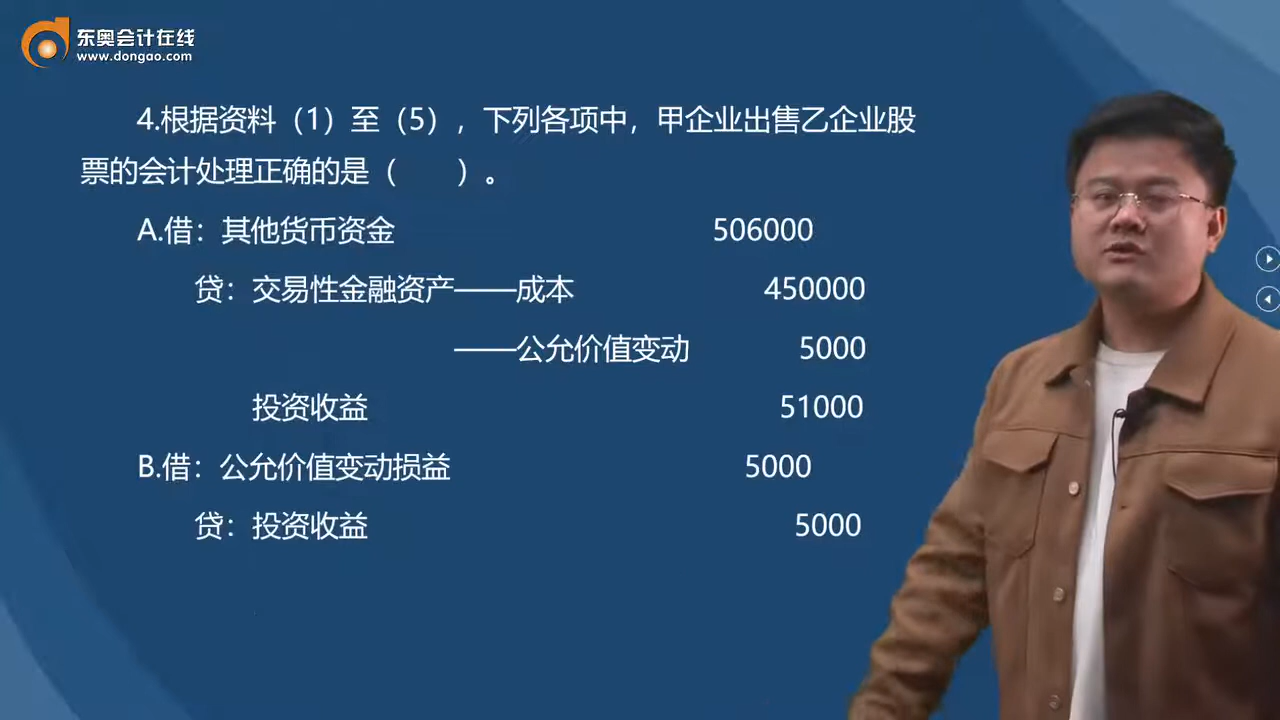 东奥会计在线
www.dongao.com
4.根据资料（1）至（5），下列各项中，甲企业出售乙企业股
票的会计处理正确的是（　　）。
A.借：其他货币资金 506000
贷：交易性金融资产——成本 450000
——公允价值变动 5000
投资收益 51000
B.借：公允价值变动损益 5000
贷：投资收益 5000